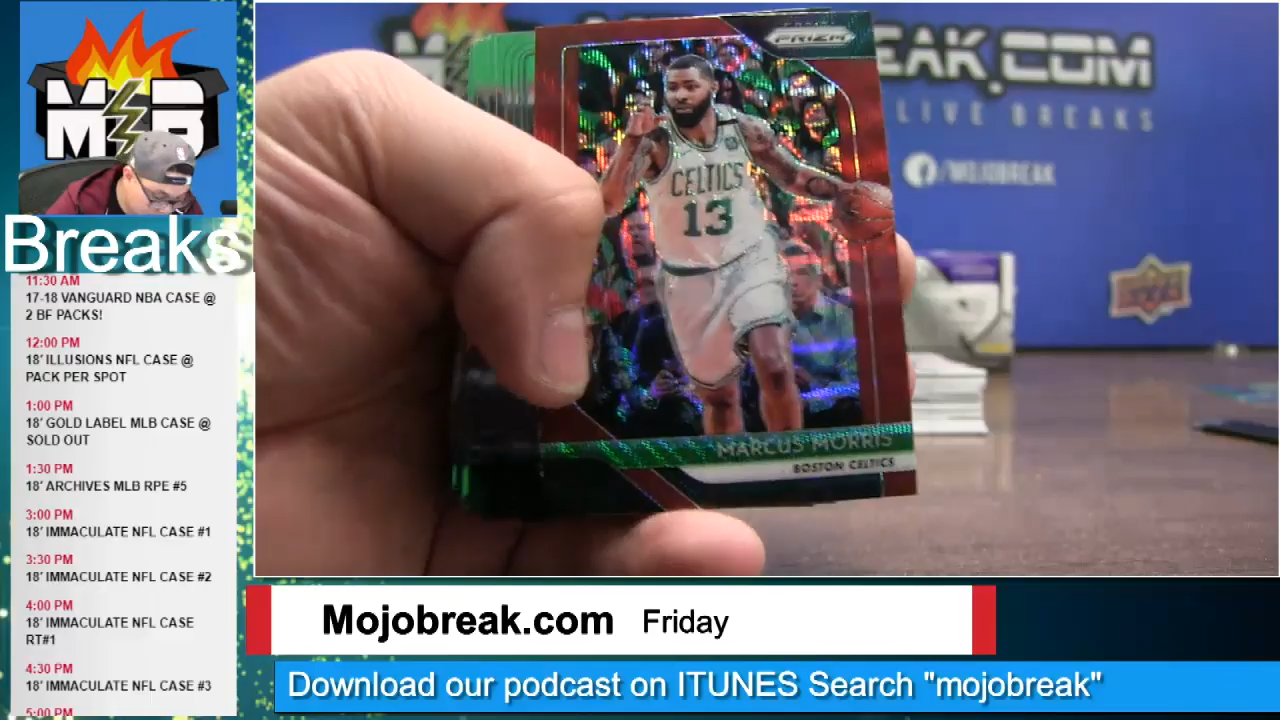 M B
Breaks
11:30 AM
17-18 VANGUARD NBA CASE @
2 BF PACKS!
12:00 PM
18' ILLUSIONS NFL CASE @
PACK PER SPOT
1:00 PM
18' GOLD LABEL MLB CASE @
SOLD OUT
1:30 PM
18' ARCHIVES MLB RPE #5
3:00 PM
18' IMMACULATE NFL CASE #1
3:30 PM
18' IMMACULATE NFL CASE #2
4:00 PM
18' IMMACULATE NFL CASE
RT#1
4:30 PM
18' IMMACULATE NFL CASE #3
5:00 PM
PANINI
PRIZM
CELTICS
13
MARCUS MORRIS
BOSTON CELTICS
EAK.COM
LIVE BREAKS
/MOJOBREAK
Mojobreak.com Friday
Download our podcast on ITUNES Search "mojobreak"